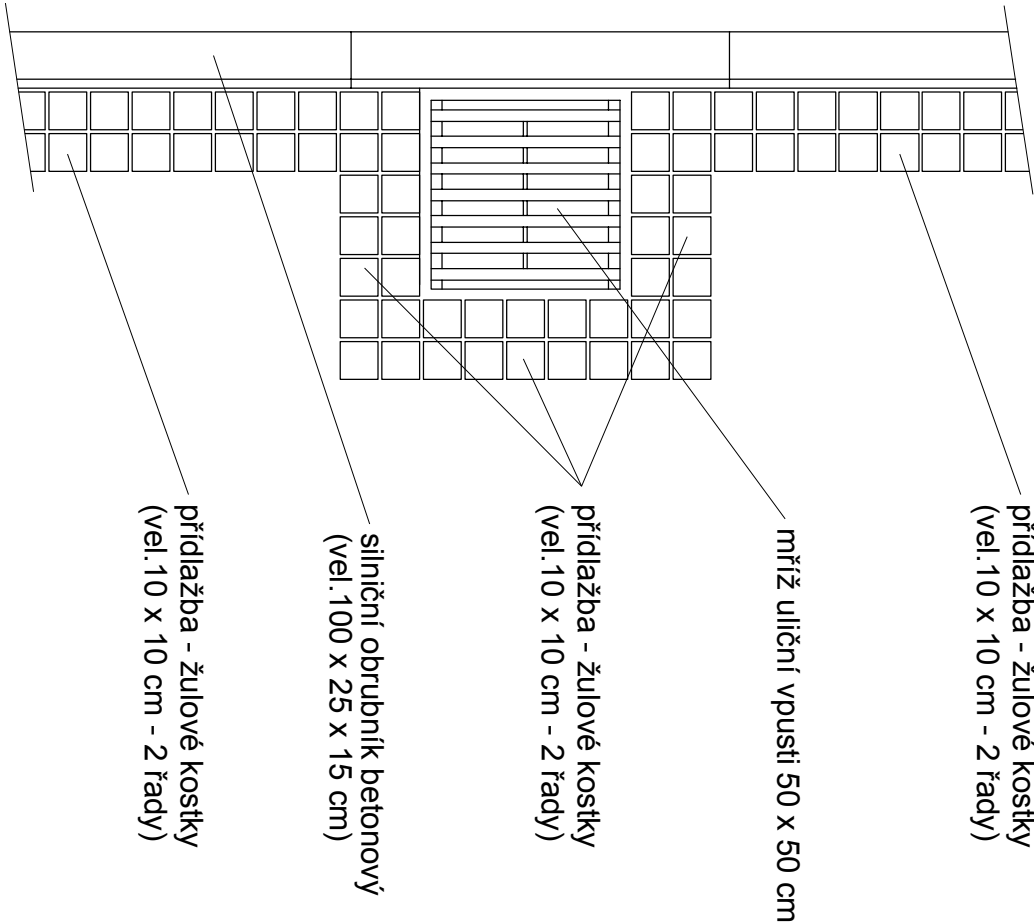 přídlažba - žulové kostky
(vel.10 x 10 cm - 2 řady)
mříž uliční vpusti 50 x 50 cm
přídlažba - žulové kostky
(vel.10 x 10 cm - 2 řady)
silniční obrubník betonový
(vel.100 x 25 x 15 cm)
přídlažba - žulové kostky
(vel.10 x 10 cm - 2 řady)